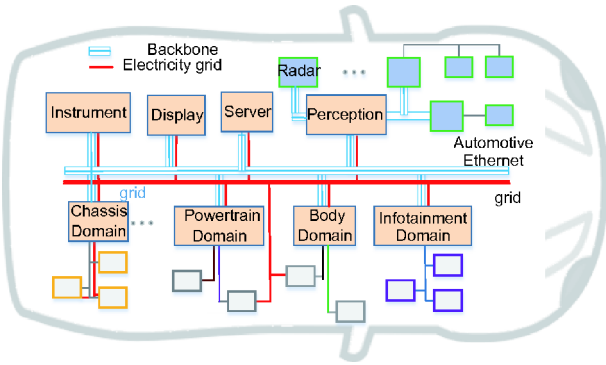 Backbone
Electricity grid
Radar
Instrument
Display
Server
Perception
Automotive
Ethernet
grid
grid
Chassis
Domain
Powertrain
Domain
Body
Domain
Infotainment
Domain